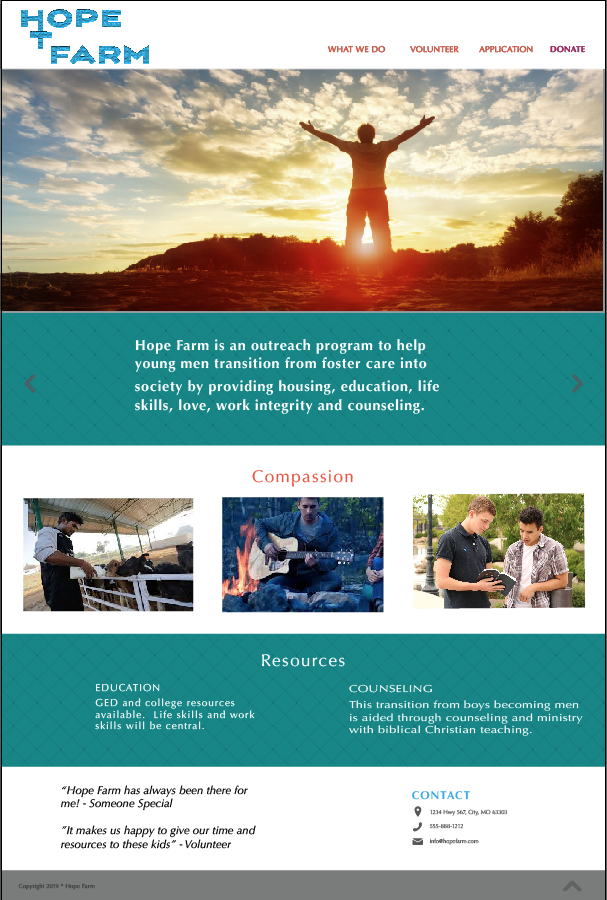 HOPE
FARM
WHAT WE DO VOLUNTEER APPLICATION DONATE
Hope Farm is an outreach program to help
young men transition from foster care into
society by providing housing, education, life
skills, love, work integrity and counseling.
Compassion
Resources
EDUCATION
GED and college resources
available. Life skills and work
skills will be central.
COUNSELING
This transition from boys becoming men
is aided through counseling and ministry
with biblical Christian teaching.
“Hope Farm has always been there for
me! - Someone Special
"It makes us happy to give our time and
resources to these kids” - Volunteer
CONTACT
1234 Hwy 567, City, MO 63303
555-888-1212
info@hopefarm.com
Copyright 2019 * Hope Farm